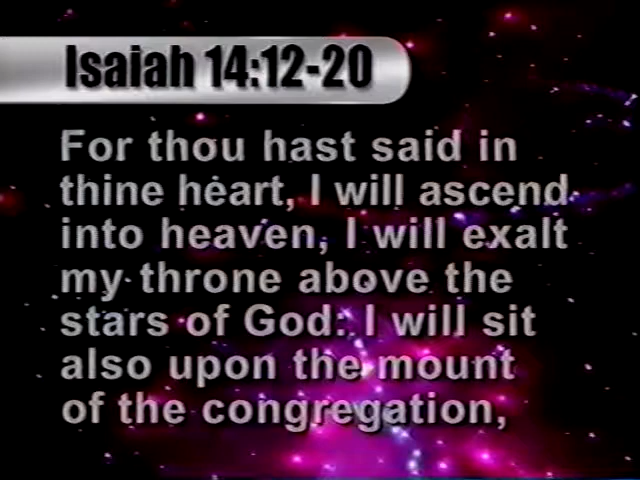 Isaiah 14:12-20
For thou hast said in
thine heart, I will ascend
into heaven, I will exalt
my throne above the
stars of God: I will sit
also upon the mount
of the congregation,